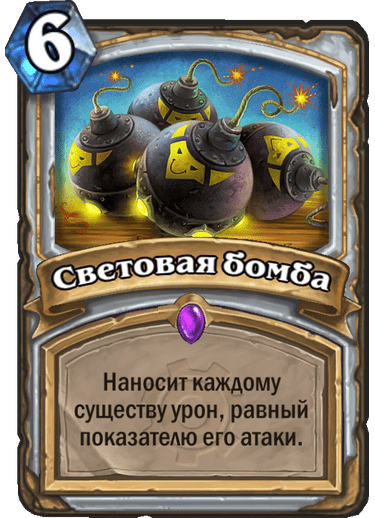 6
Световая бомба
Наносит каждому
существу урон, равный
показателю его атаки.